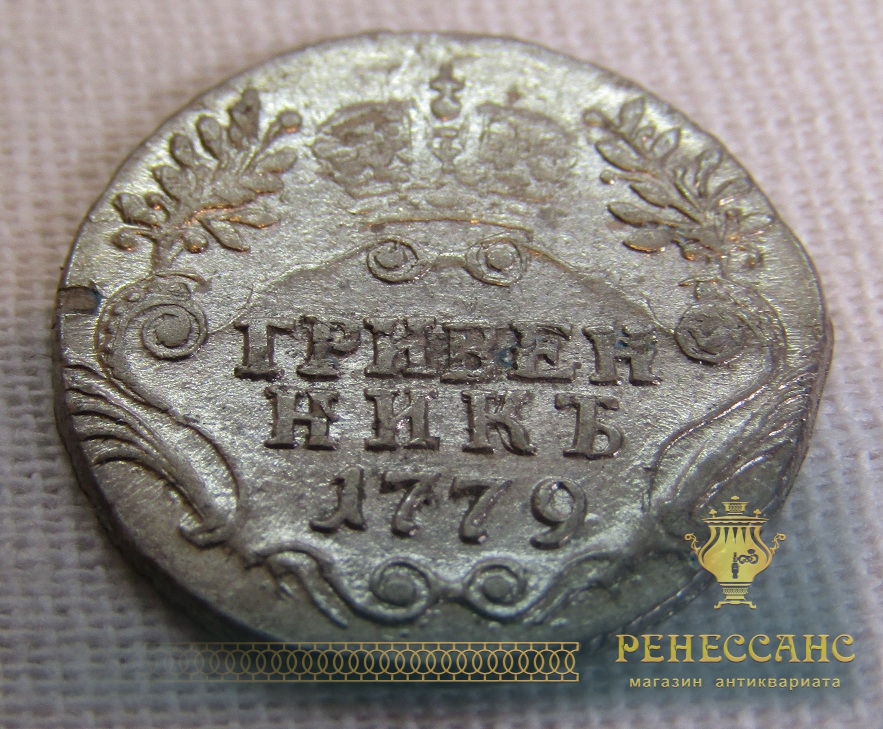 ГРИВЕН
НИКЪ
1779
РЕНЕССАНС
магазин антиквариата